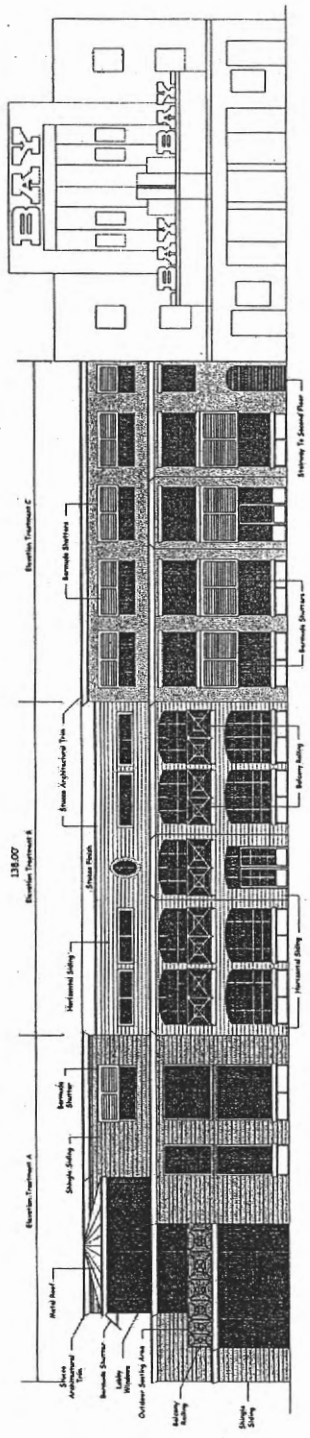 138.00'
Elevation Treatment A
Elevation Treatment B
Elevation Treatment C
Stucco
Architectural
Trim
Metal Roof
Bermuda Shutter
Lobby
Windows
Outdoor Seating Area
Balcony
Railing
Shingle
Siding
Shingle Siding
Bermuda
Shutter
Horizontal Siding
Stucco Finish
Stucco Architectural Trim
Bermuda Shutters
Horizontal Siding
Balcony Railing
Bermuda Shutters
Stairway To Second Floor
BAY
BAY
BAY